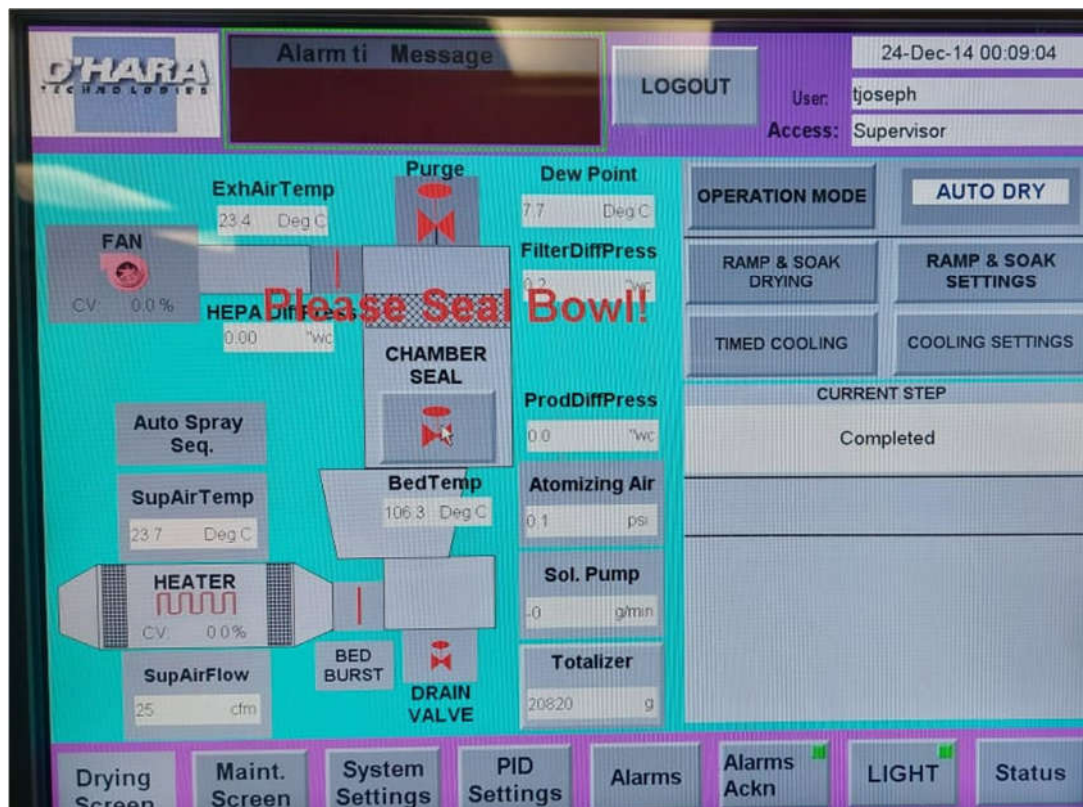 O'HARA
TECHNOLOGIES
Alarm ti Message
LOGOUT
24-Dec-14 00:09:04
User: tjoseph
Access: Supervisor
ExhAirTemp
23.4 Deg C
Purge
Dew Point
7.7 Deg C
OPERATION MODE
AUTO DRY
FAN
CV: 0.0 %
FilterDiffPress
0.2 "wc
RAMP & SOAK
DRYING
RAMP & SOAK
SETTINGS
Please Seal Bowl!
HEPA DiffPress
0.00 "wc
TIMED COOLING
COOLING SETTINGS
CHAMBER
SEAL
CURRENT STEP
Completed
ProdDiffPress
0.0 "wc
Auto Spray
Seq.
BedTemp
106.3 Deg C
Atomizing Air
0.1 psi
SupAirTemp
23.7 Deg C
HEATER
CV: 0.0 %
Sol. Pump
-0 g/min
BED
BURST
SupAirFlow
25 cfm
DRAIN
VALVE
Totalizer
20820 g
Drying
Screen
Maint.
Screen
System
Settings
PID
Settings
Alarms
Alarms
Ackn
LIGHT
Status